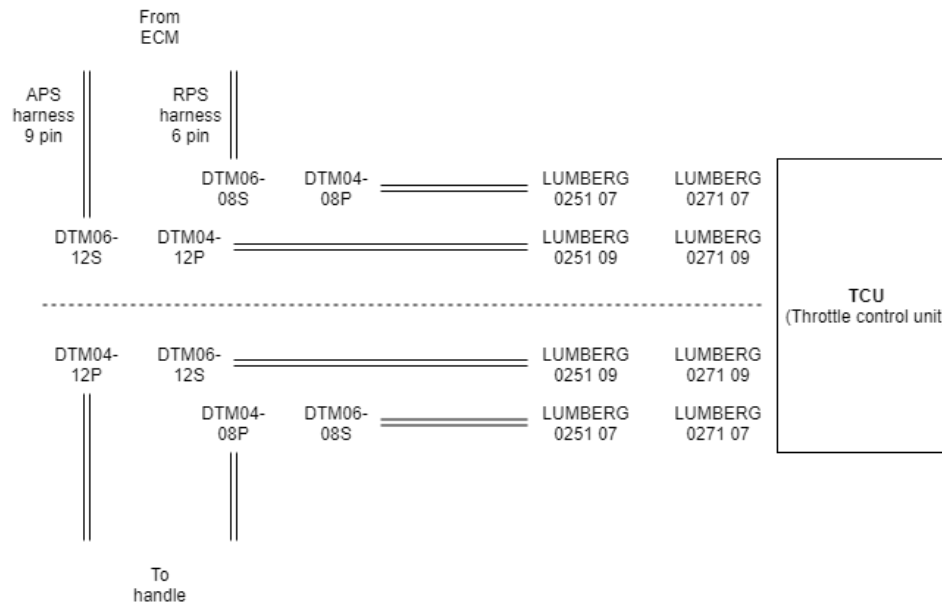 From
ECM
APS
harness
9 pin
RPS
harness
6 pin
DTM06-
08S
DTM04-
08P
LUMBERG
0251 07
LUMBERG
0271 07
DTM06-
12S
DTM04-
12P
LUMBERG
0251 09
LUMBERG
0271 09
TCU
(Throttle control unit
DTM04-
12P
DTM06-
12S
LUMBERG
0251 09
LUMBERG
0271 09
DTM04-
08P
DTM06-
08S
LUMBERG
0251 07
LUMBERG
0271 07
To
handle